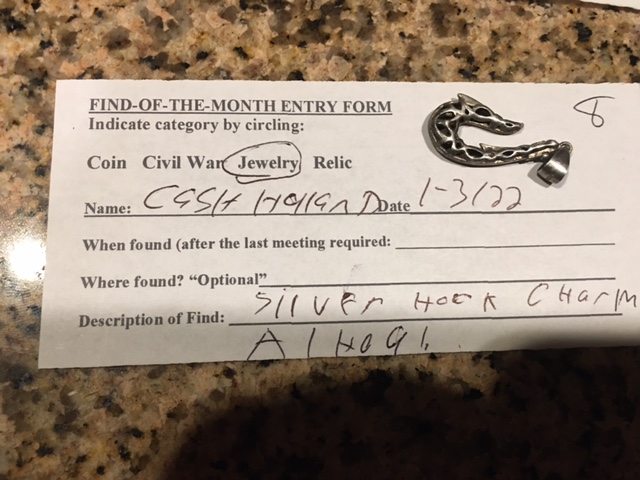 FIND-OF-THE-MONTH ENTRY FORM
8
Indicate category by circling:
Coin Civil War Jewelry Relic
Name: CASH HollanD Date 1-3/22
When found (after the last meeting required:
Where found? “Optional”
Description of Find: Silver Hook Charm